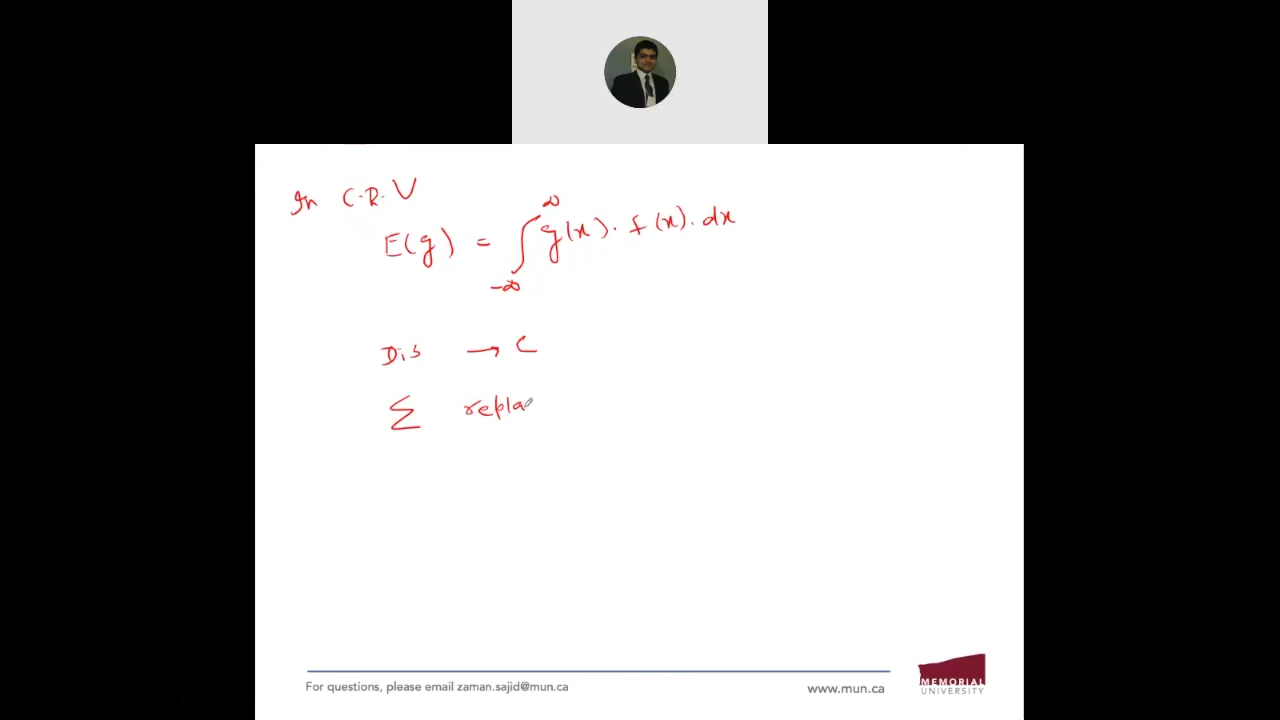 In C.R.V
E(g) = ∫_{-∞}^{∞} g(x). f(x). dx
Dis → C
Σ repla
For questions, please email zaman.sajid@mun.ca
www.mun.ca
MEMORIAL
UNIVERSITY